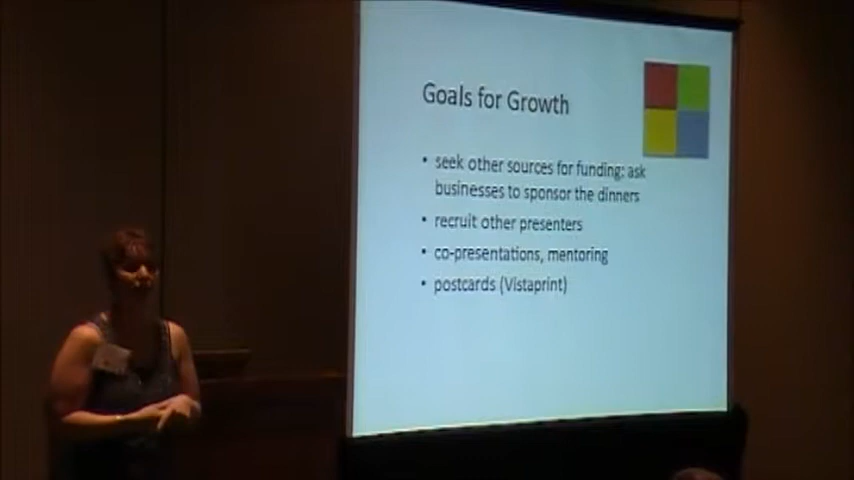 Goals for Growth
• seek other sources for funding: ask
businesses to sponsor the dinners
• recruit other presenters
• co-presentations, mentoring
• postcards (Vistaprint)